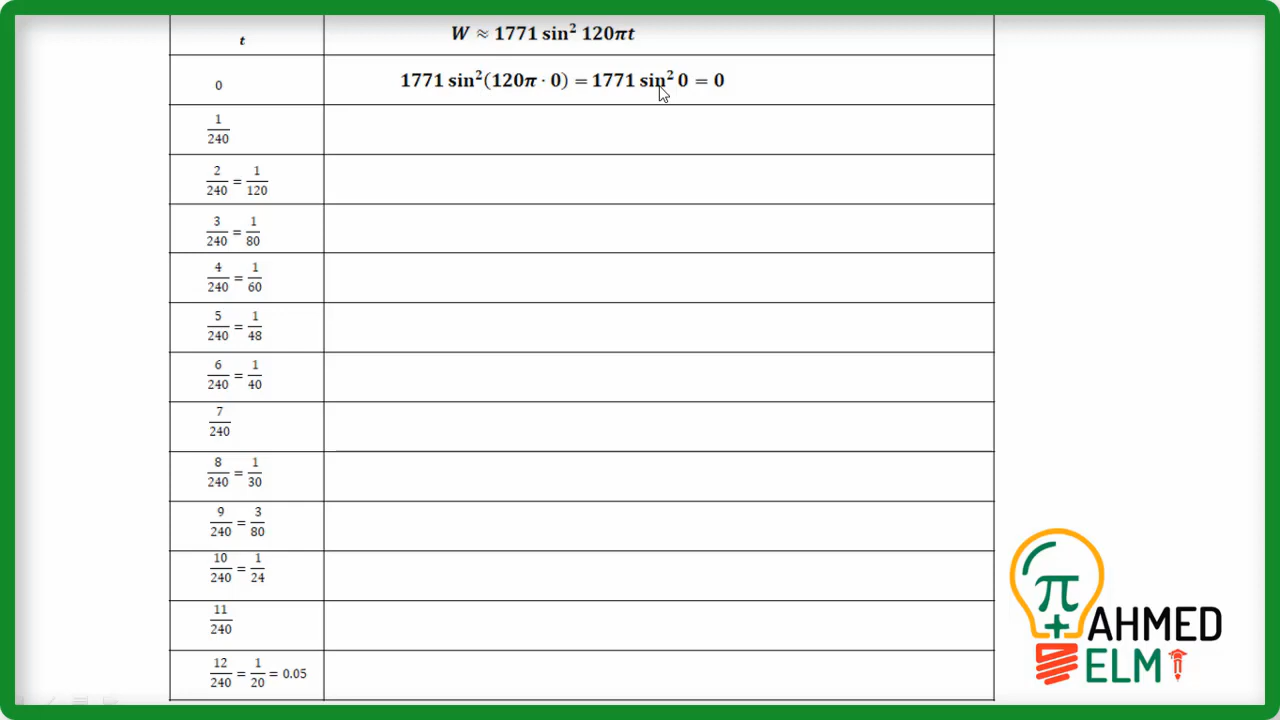 t W ≈ 1771 sin² 120πt
0 1771 sin²(120π · 0) = 1771 sin² 0 = 0
1/240
2/240 = 1/120
3/240 = 1/80
4/240 = 1/60
5/240 = 1/48
6/240 = 1/40
7/240
8/240 = 1/30
9/240 = 3/80
10/240 = 1/24
11/240
12/240 = 1/20 = 0.05
π
+
AHMED
ELMI